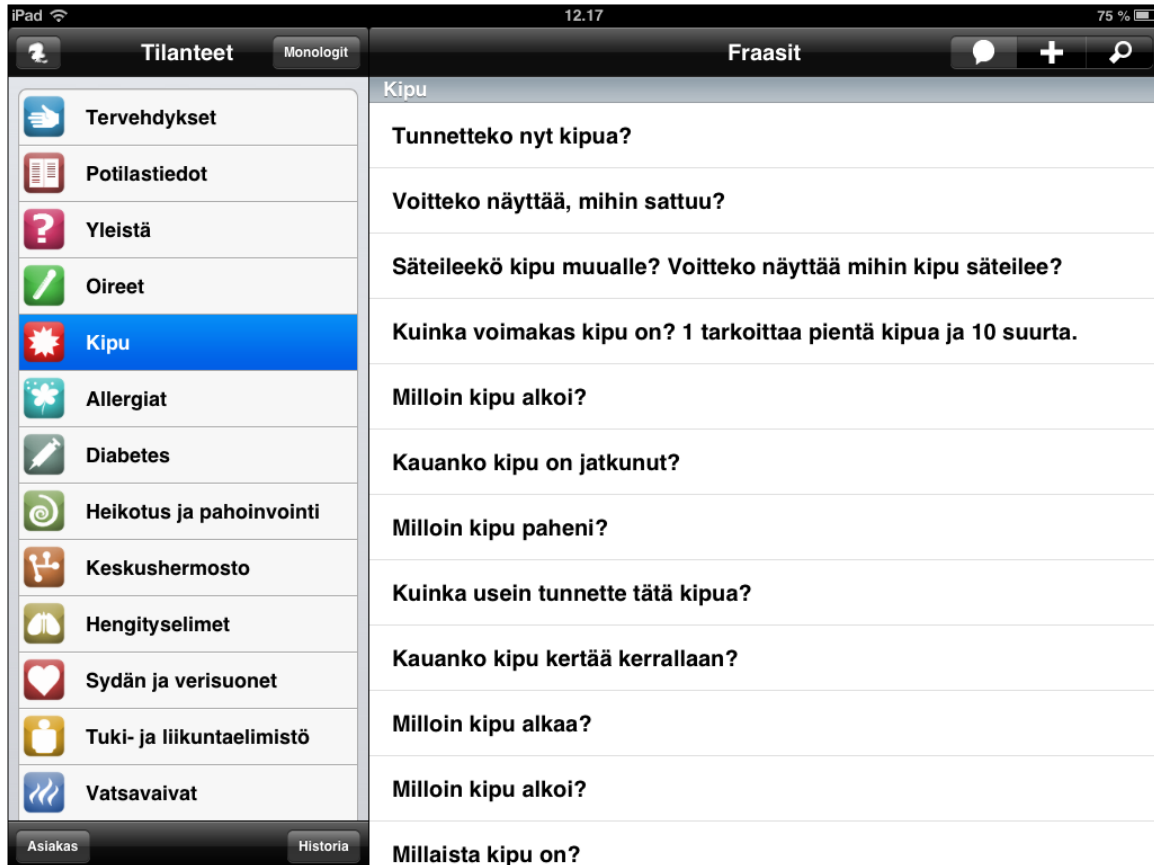 iPad 12.17 75 %
Tilanteet Monologit
Tervehdykset
Potilastiedot
Yleistä
Oireet
Kipu
Allergiat
Diabetes
Heikotus ja pahoinvointi
Keskushermosto
Hengityselimet
Sydän ja verisuonet
Tuki- ja liikuntaelimistö
Vatsavaivat
Asiakas Historia
Fraasit
Kipu
Tunnetteko nyt kipua?
Voitteko näyttää, mihin sattuu?
Säteileekö kipu muualle? Voitteko näyttää mihin kipu säteilee?
Kuinka voimakas kipu on? 1 tarkoittaa pientä kipua ja 10 suurta.
Milloin kipu alkoi?
Kauanko kipu on jatkunut?
Milloin kipu paheni?
Kuinka usein tunnette tätä kipua?
Kauanko kipu kertää kerrallaan?
Milloin kipu alkaa?
Milloin kipu alkoi?
Millaista kipu on?